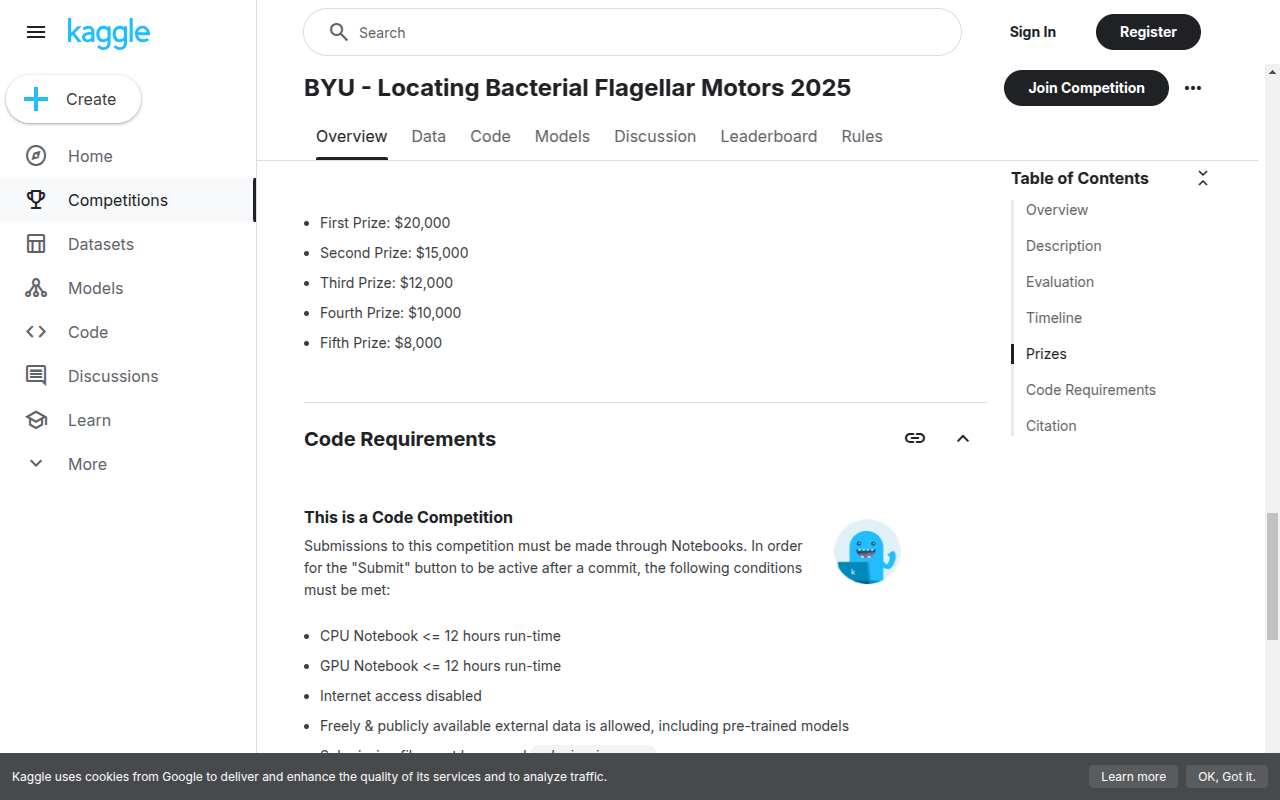 kaggle
Search
Sign In
Register
Create
Home
Competitions
Datasets
Models
Code
Discussions
Learn
More
BYU - Locating Bacterial Flagellar Motors 2025
Join Competition
Overview
Data
Code
Models
Discussion
Leaderboard
Rules
First Prize: $20,000
Second Prize: $15,000
Third Prize: $12,000
Fourth Prize: $10,000
Fifth Prize: $8,000
Table of Contents
Overview
Description
Evaluation
Timeline
Prizes
Code Requirements
Citation
Code Requirements
This is a Code Competition
Submissions to this competition must be made through Notebooks. In order
for the "Submit" button to be active after a commit, the following conditions
must be met:
CPU Notebook <= 12 hours run-time
GPU Notebook <= 12 hours run-time
Internet access disabled
Freely & publicly available external data is allowed, including pre-trained models
Kaggle uses cookies from Google to deliver and enhance the quality of its services and to analyze traffic.
Learn more
OK, Got it.